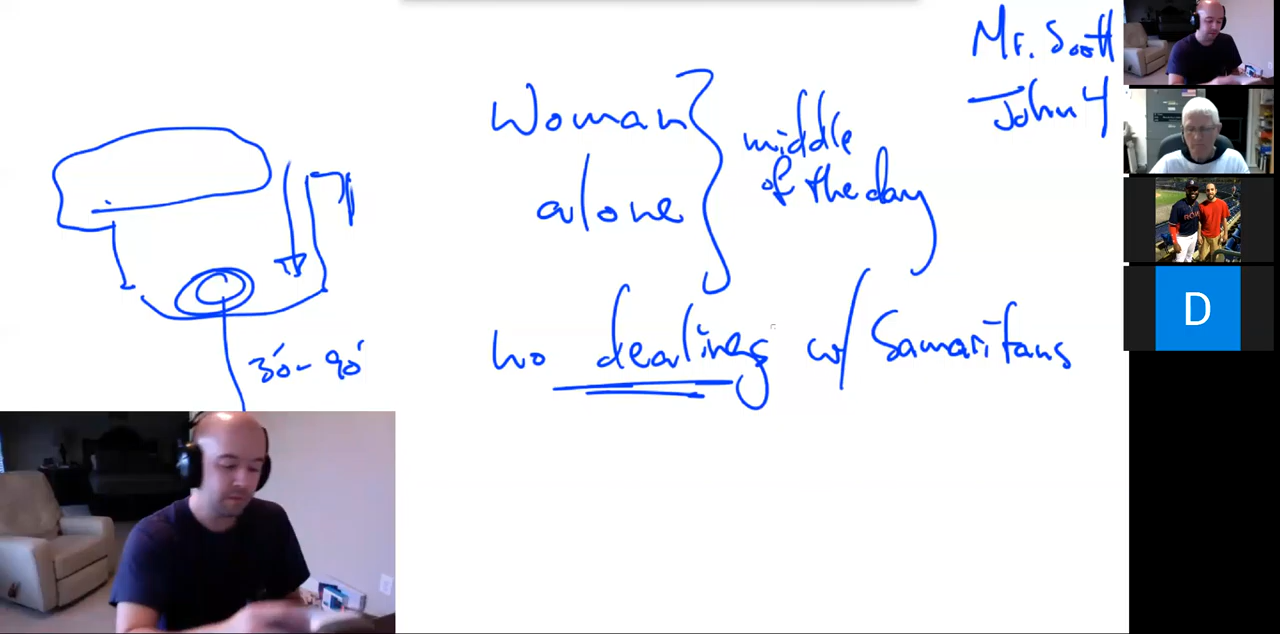 Mr. Scott
John 4
Woman
alone
middle
of the day
no dealings w/ Samaritans
30'- 90'
D